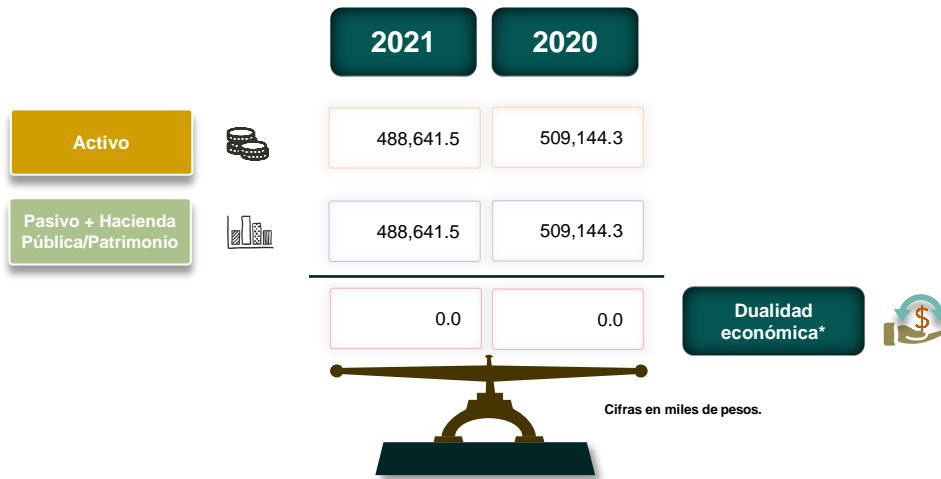 2021 2020
Activo 488,641.5 509,144.3
Pasivo + Hacienda
Pública/Patrimonio 488,641.5 509,144.3
0.0 0.0 Dualidad
económica*
$
Cifras en miles de pesos.